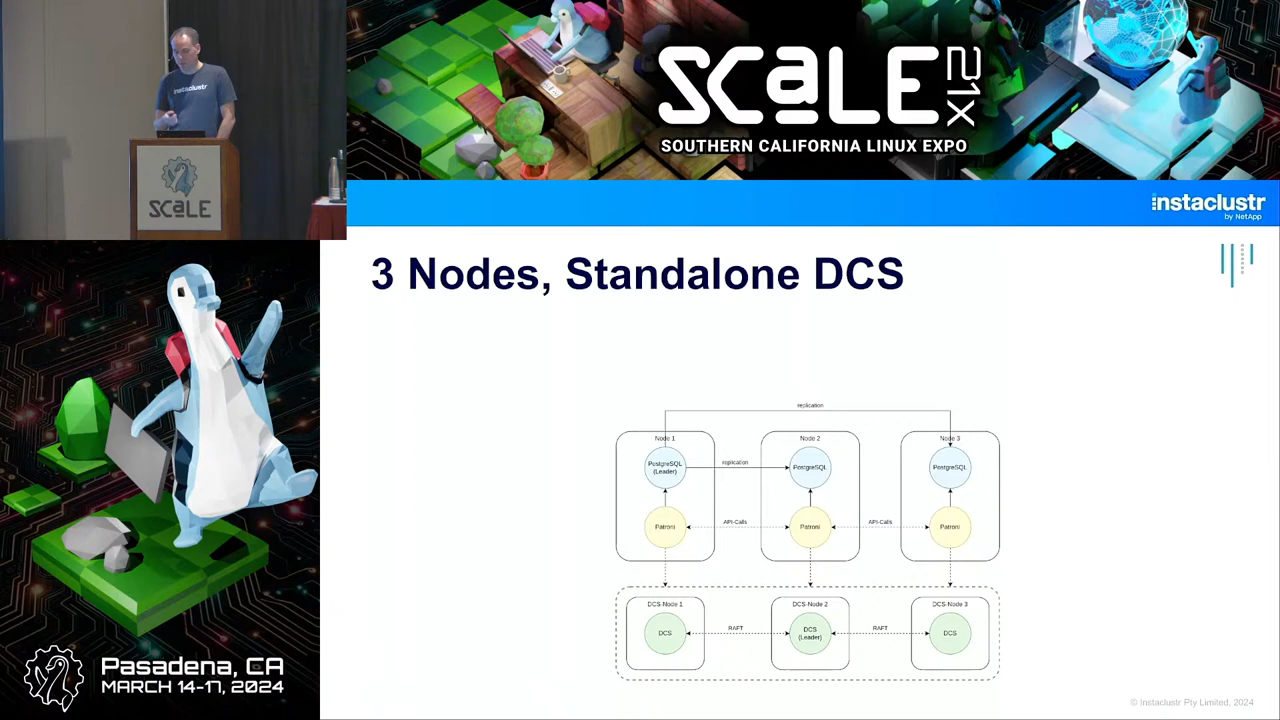 instaclustr
SCaLE
SCaLE 21X
SOUTHERN CALIFORNIA LINUX EXPO
instaclustr
by NetApp
3 Nodes, Standalone DCS
replication
Node 1
Node 2
Node 3
PostgreSQL
(Leader)
replication
PostgreSQL
PostgreSQL
Patroni
API-Calls
Patroni
API-Calls
Patroni
DCS-Node 1
DCS-Node 2
DCS-Node 3
DCS
RAFT
DCS
(Leader)
RAFT
DCS
Pasadena, CA
MARCH 14-17, 2024
© Instaclustr Pty Limited, 2024